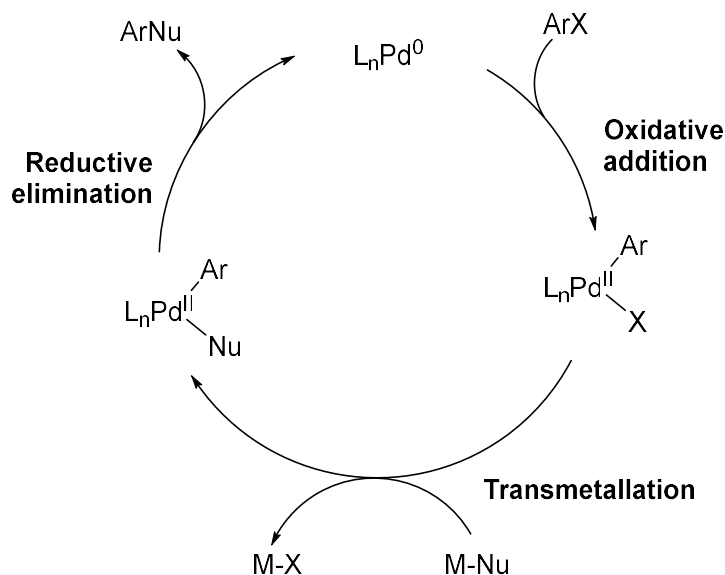 ArNu
LₙPd⁰
ArX
Oxidative
addition
Reductive
elimination
Ar
LₙPdᴵᴵ
X
Ar
LₙPdᴵᴵ
Nu
Transmetallation
M-X
M-Nu